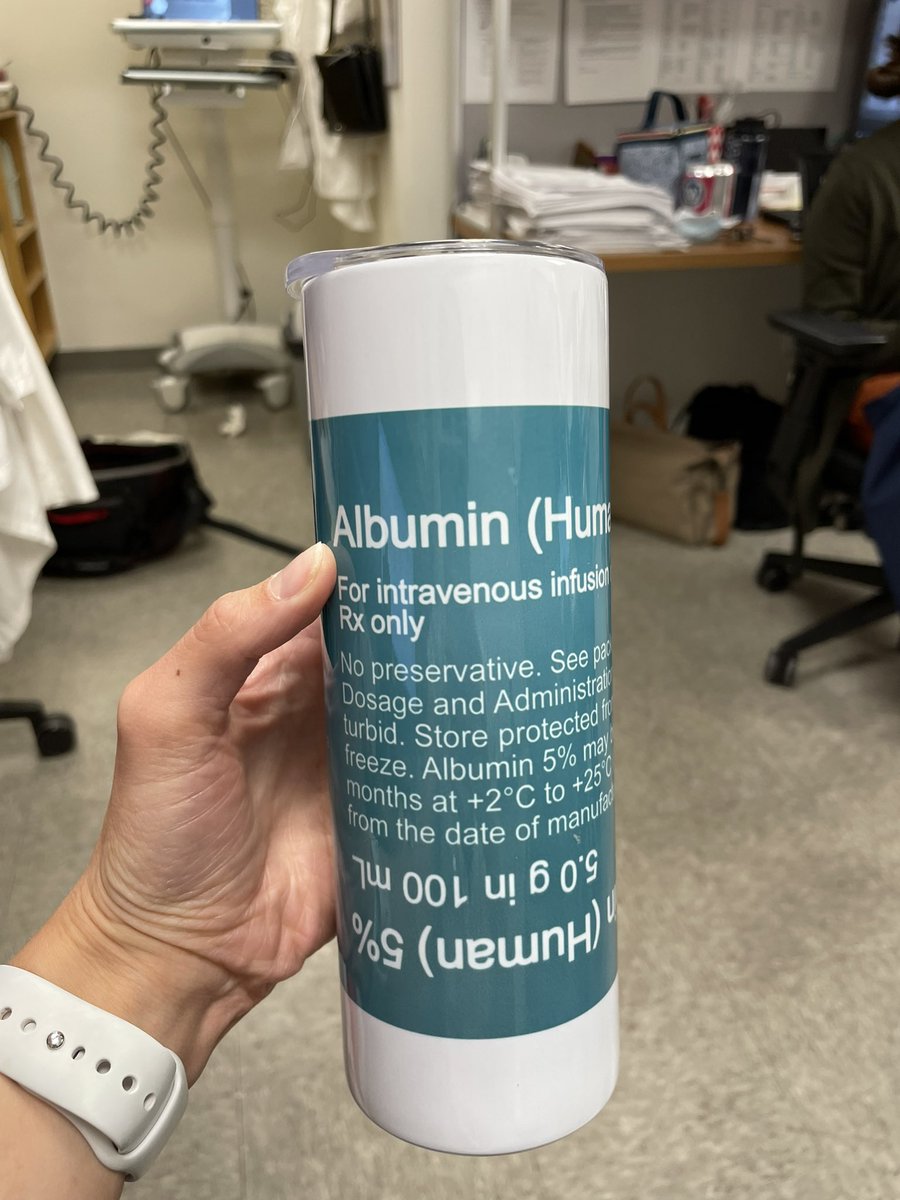 Albumin (Huma
For intravenous infusion
Rx only
No preservative. See pac
Dosage and Administratio
turbid. Store protected fro
freeze. Albumin 5% may
months at +2°C to +25°C
from the date of manufac
5.0 g in 100 mL
n (Human) 5%